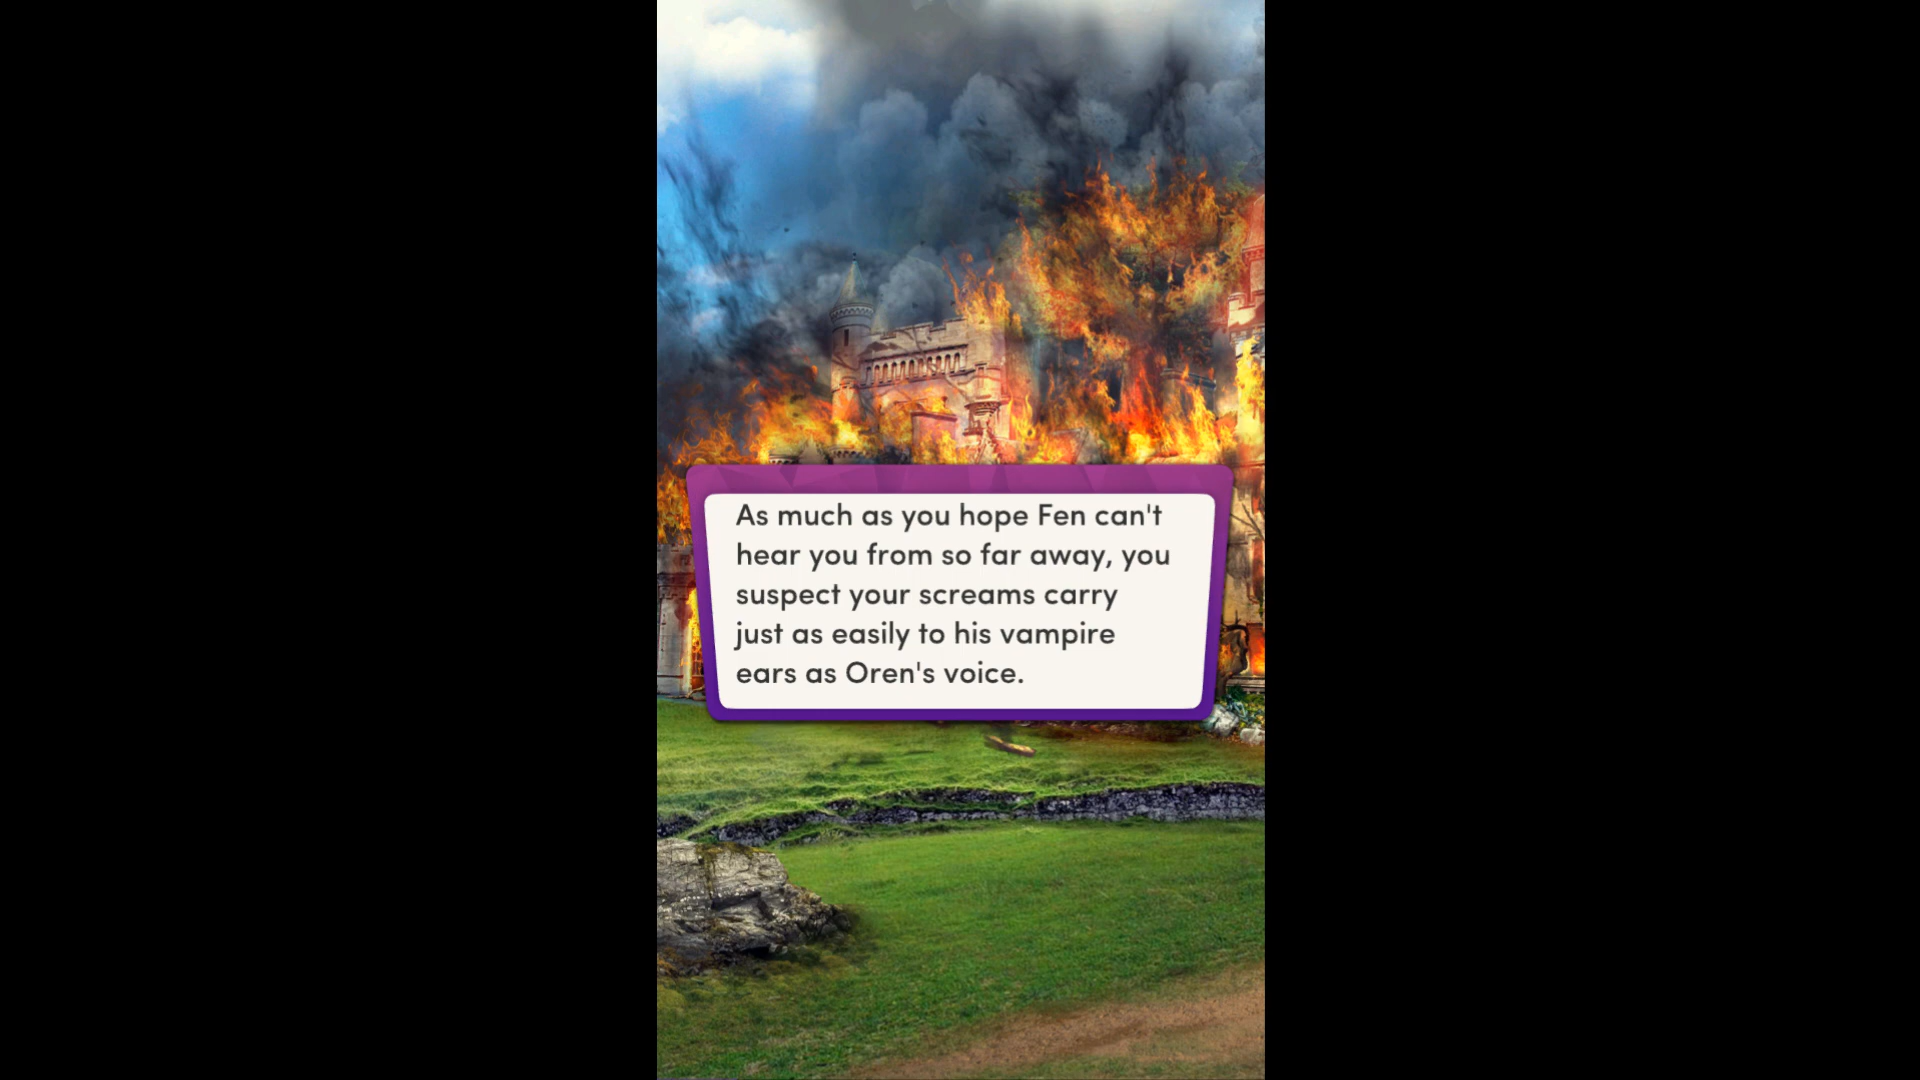 As much as you hope Fen can't
hear you from so far away, you
suspect your screams carry
just as easily to his vampire
ears as Oren's voice.